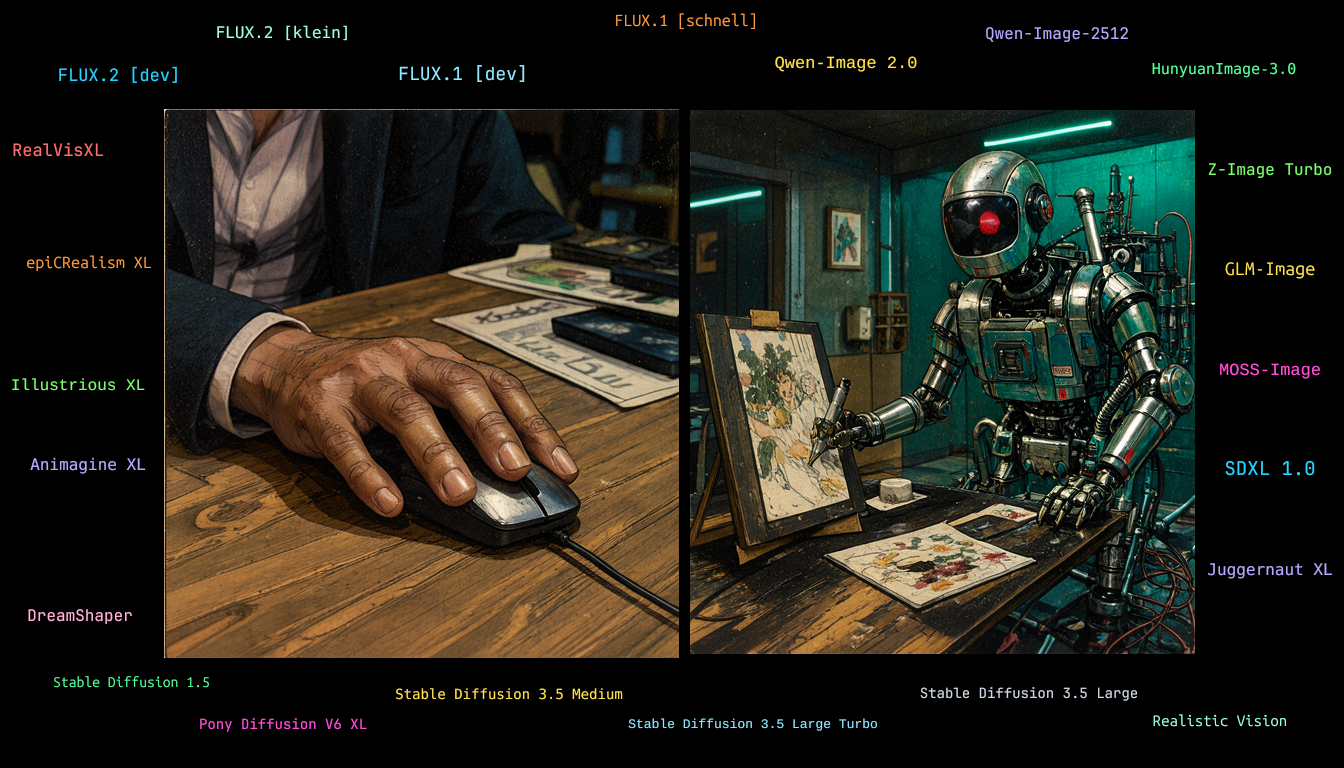 FLUX.1 [schnell]
FLUX.2 [klein]
Qwen-Image-2512
Qwen-Image 2.0
HunyuanImage-3.0
FLUX.2 [dev]
FLUX.1 [dev]
RealVisXL
Z-Image Turbo
epiCRealism XL
GLM-Image
MOSS-Image
Illustrious XL
Animagine XL
SDXL 1.0
Juggernaut XL
DreamShaper
Stable Diffusion 1.5
Stable Diffusion 3.5 Medium
Stable Diffusion 3.5 Large
Pony Diffusion V6 XL
Stable Diffusion 3.5 Large Turbo
Realistic Vision